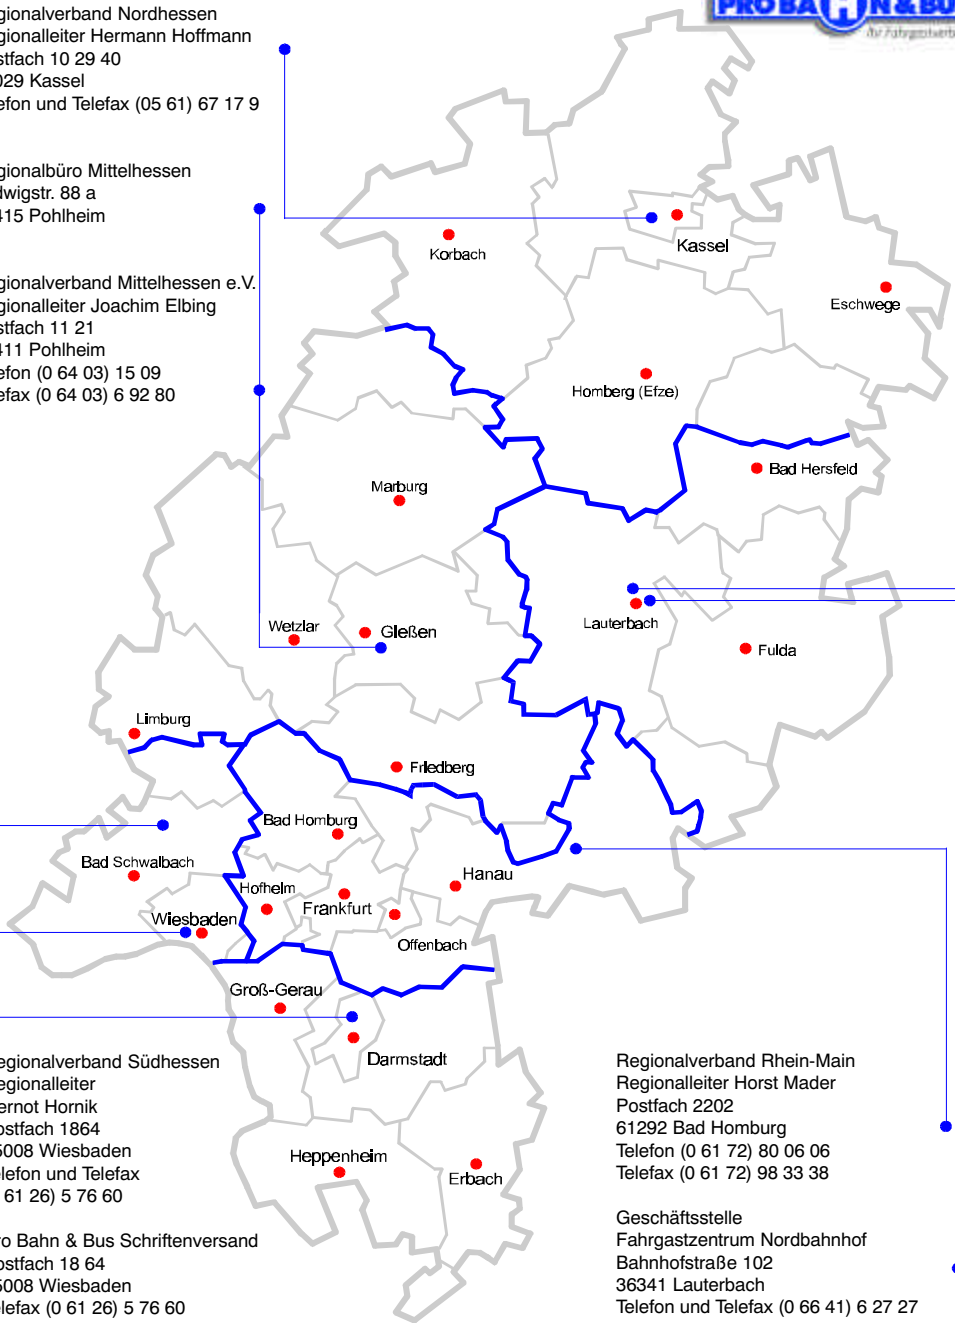 PRO BAHN & BU
Ihr Fahrgastverb
gionalverband Nordhessen
gionalleiter Hermann Hoffmann
stfach 10 29 40
029 Kassel
efon und Telefax (05 61) 67 17 9
gionalbüro Mittelhessen
dwigstr. 88 a
415 Pohlheim
gionalverband Mittelhessen e.V.
gionalleiter Joachim Elbing
stfach 11 21
411 Pohlheim
efon (0 64 03) 15 09
efax (0 64 03) 6 92 80
Kassel
Korbach
Eschwege
Homberg (Efze)
Bad Hersfeld
Marburg
Lauterbach
Wetzlar
Gießen
Fulda
Limburg
Friedberg
Bad Homburg
Bad Schwalbach
Hofheim
Hanau
Frankfurt
Wiesbaden
Offenbach
Groß-Gerau
Darmstadt
Heppenheim
Erbach
egionalverband Südhessen
egionalleiter
ernot Hornik
ostfach 1864
5008 Wiesbaden
elefon und Telefax
61 26) 5 76 60
o Bahn & Bus Schriftenversand
ostfach 18 64
5008 Wiesbaden
elefax (0 61 26) 5 76 60
Regionalverband Rhein-Main
Regionalleiter Horst Mader
Postfach 2202
61292 Bad Homburg
Telefon (0 61 72) 80 06 06
Telefax (0 61 72) 98 33 38
Geschäftsstelle
Fahrgastzentrum Nordbahnhof
Bahnhofstraße 102
36341 Lauterbach
Telefon und Telefax (0 66 41) 6 27 27